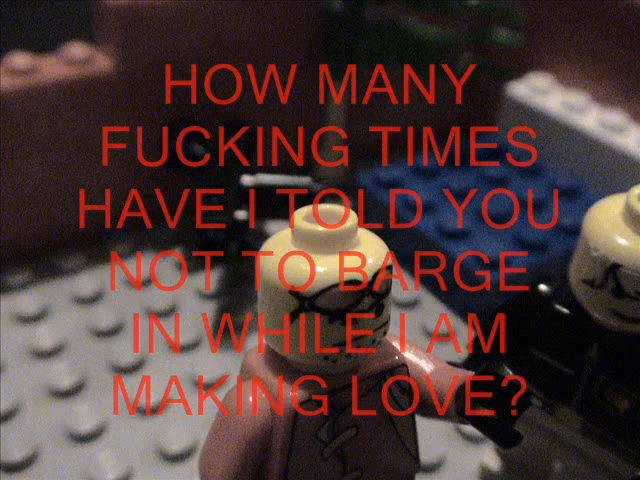 HOW MANY
FUCKING TIMES
HAVE I TOLD YOU
NOT TO BARGE
IN WHILE I AM
MAKING LOVE?